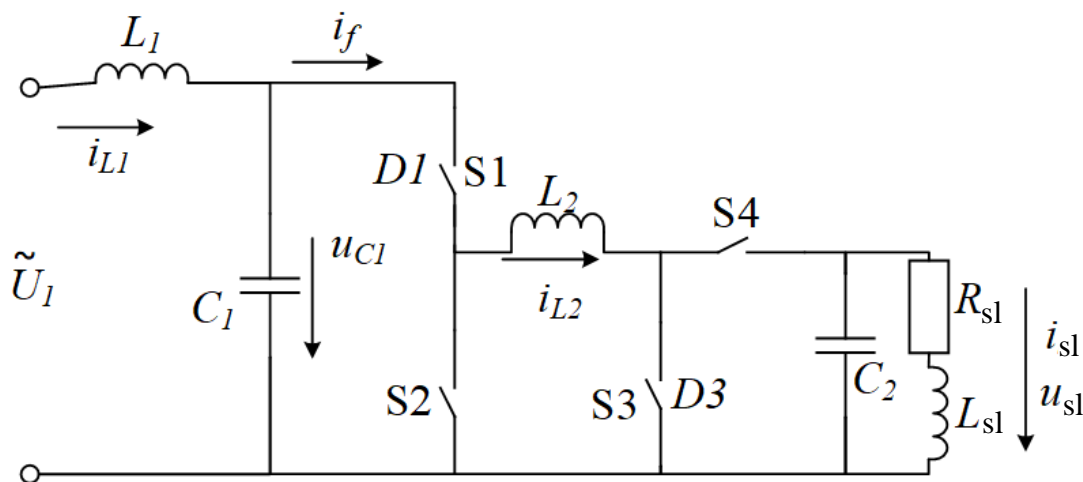 L1
if
iL1
D1 S1
L2
S4
Ũ1
C1
uC1
iL2
Rsl
isl
S2
S3 D3
C2
Lsl
usl